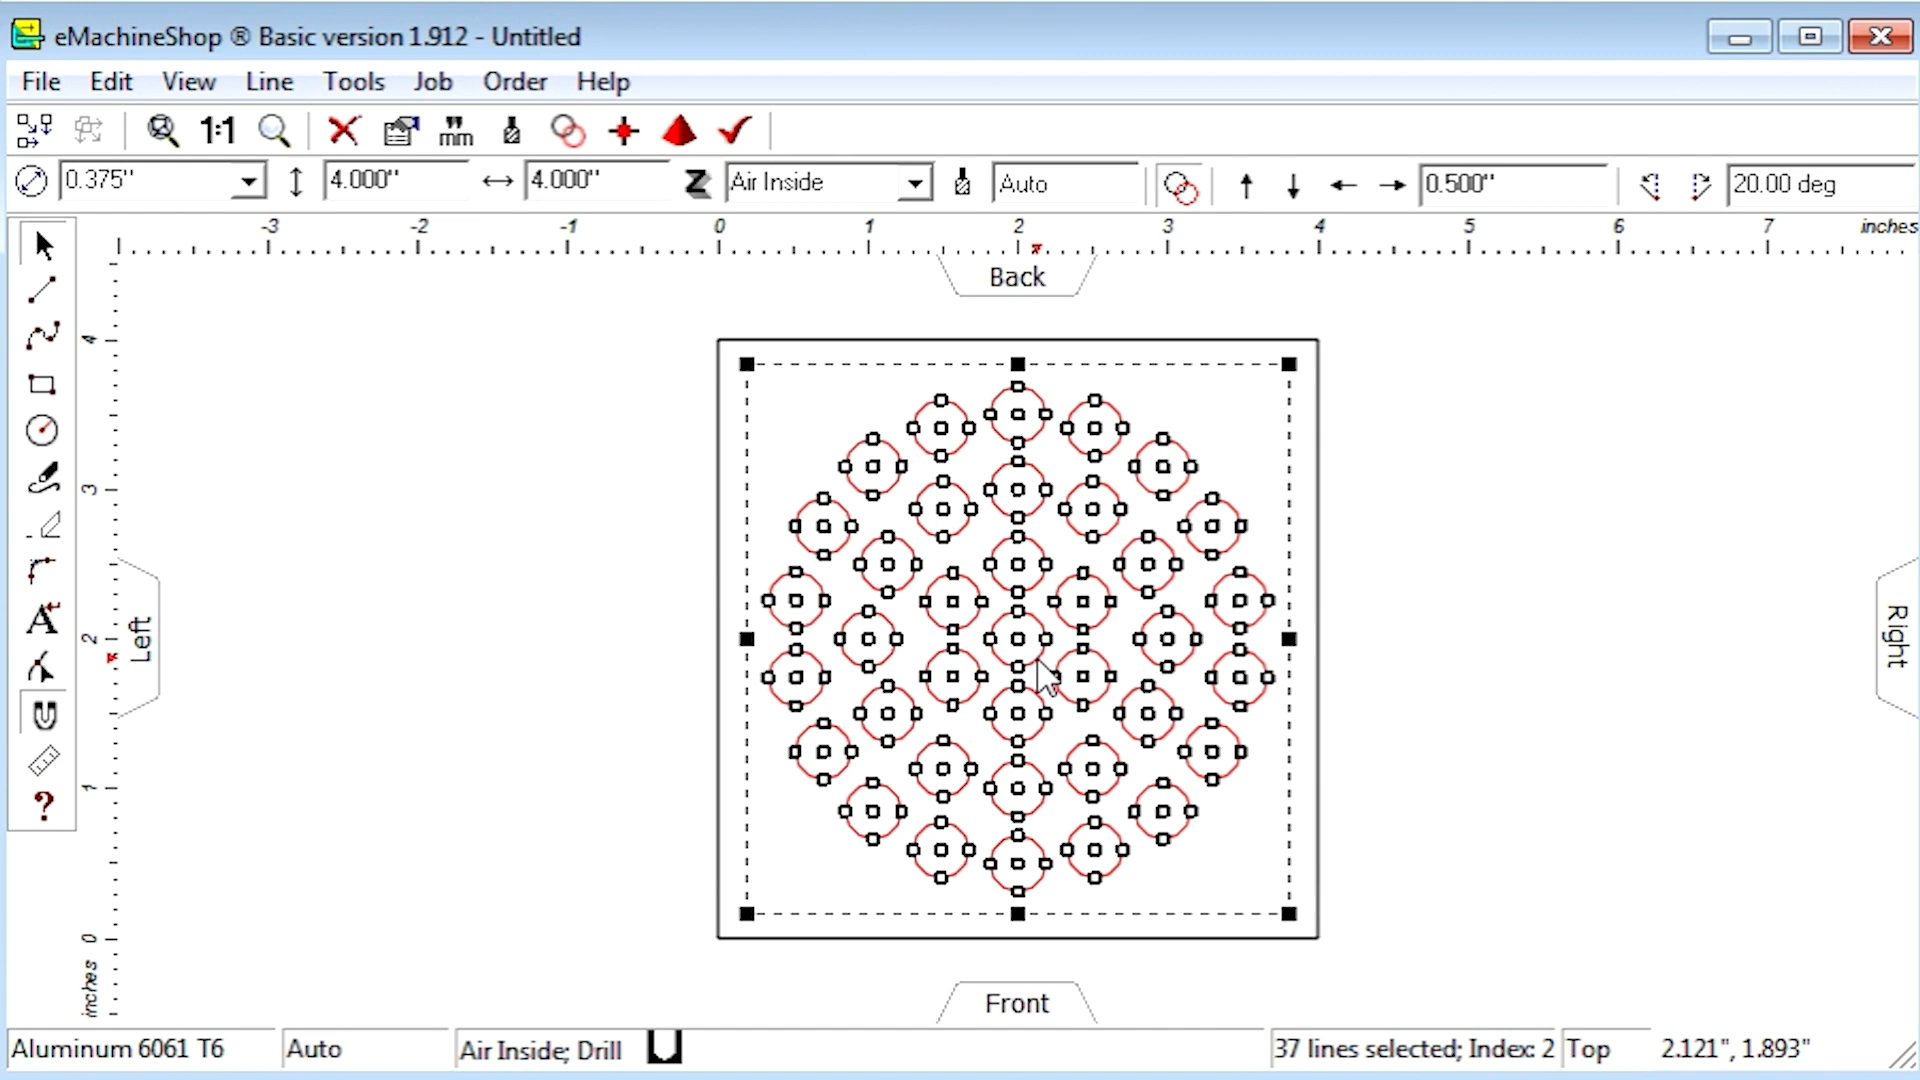 eMachineShop ® Basic version 1.912 - Untitled
File Edit View Line Tools Job Order Help
1:1 " mm
0.375" 4.000" 4.000" Z Air Inside Auto 0.500" 20.00 deg
-3 -2 -1 0 1 2 3 4 5 6 7 inches
Back
4
3
2
1
0
inches
Left
Right
A
?
Front
Aluminum 6061 T6 Auto Air Inside; Drill 37 lines selected; Index: 2 Top 2.121", 1.893"